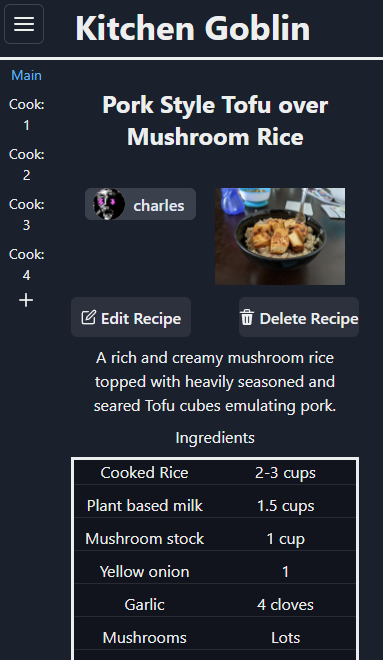 Kitchen Goblin
Main
Cook:
1
Cook:
2
Cook:
3
Cook:
4
Pork Style Tofu over
Mushroom Rice
charles
Edit Recipe
Delete Recipe
A rich and creamy mushroom rice
topped with heavily seasoned and
seared Tofu cubes emulating pork.
Ingredients
Cooked Rice 2-3 cups
Plant based milk 1.5 cups
Mushroom stock 1 cup
Yellow onion 1
Garlic 4 cloves
Mushrooms Lots